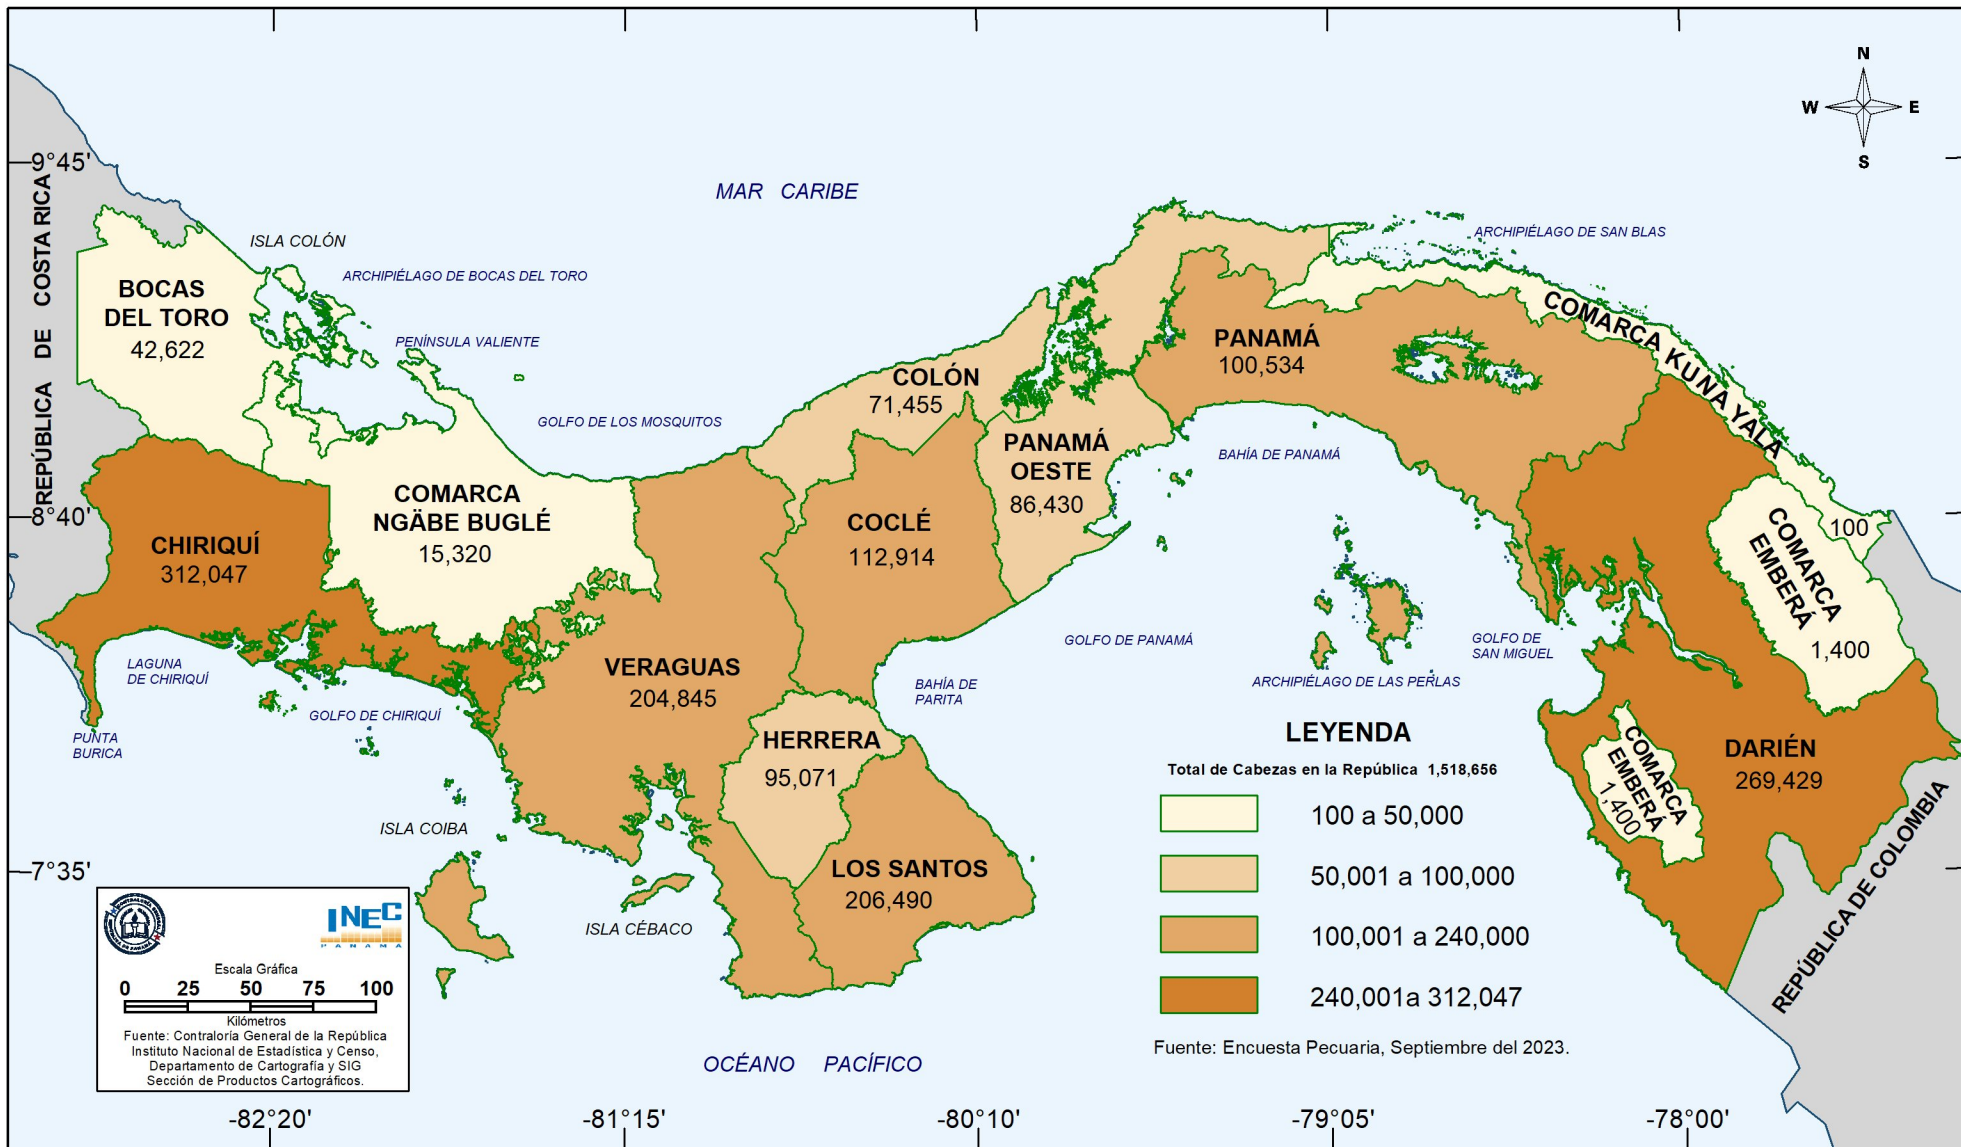 N
W E
S
9°45'
8°40'
7°35'
REPÚBLICA DE COSTA RICA
MAR CARIBE
ISLA COLÓN
ARCHIPIÉLAGO DE BOCAS DEL TORO
ARCHIPIÉLAGO DE SAN BLAS
BOCAS
DEL TORO
42,622
PENÍNSULA VALIENTE
GOLFO DE LOS MOSQUITOS
COLÓN
71,455
PANAMÁ
100,534
COMARCA KUNA YALA
100
PANAMÁ
OESTE
86,430
BAHÍA DE PANAMÁ
COMARCA
NGÄBE BUGLÉ
15,320
CHIRIQUÍ
312,047
COCLÉ
112,914
COMARCA
EMBERÁ
1,400
VERAGUAS
204,845
GOLFO DE PANAMÁ
GOLFO DE
SAN MIGUEL
ARCHIPIÉLAGO DE LAS PERLAS
LAGUNA
DE CHIRIQUÍ
GOLFO DE CHIRIQUÍ
BAHÍA DE
PARITA
PUNTA
BURICA
HERRERA
95,071
DARIÉN
269,429
COMARCA
EMBERÁ
1,400
ISLA COIBA
LOS SANTOS
206,490
ISLA CÉBACO
REPÚBLICA DE COLOMBIA
LEYENDA
Total de Cabezas en la República 1,518,656
100 a 50,000
50,001 a 100,000
100,001 a 240,000
240,001a 312,047
Fuente: Encuesta Pecuaria, Septiembre del 2023.
INEC
PANAMA
Escala Gráfica
0 25 50 75 100
Kilómetros
Fuente: Contraloría General de la República
Instituto Nacional de Estadística y Censo,
Departamento de Cartografía y SIG
Sección de Productos Cartográficos.
OCÉANO PACÍFICO
-82°20' -81°15' -80°10' -79°05' -78°00'